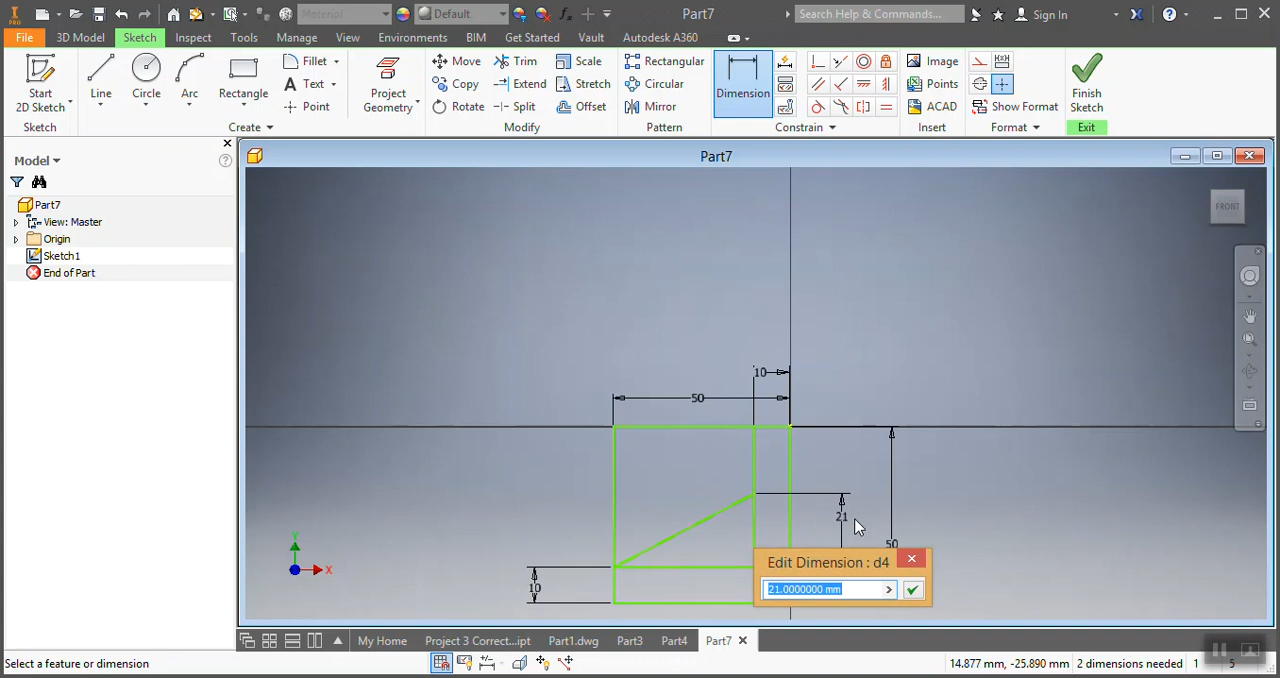 PRO
Material
Default
Part7
Search Help & Commands...
Sign In
File
3D Model
Sketch
Inspect
Tools
Manage
View
Environments
BIM
Get Started
Vault
Autodesk A360
Start
2D Sketch
Line
Circle
Arc
Rectangle
Fillet
Text
Point
Project
Geometry
Move
Copy
Rotate
Trim
Extend
Split
Scale
Stretch
Offset
Rectangular
Circular
Mirror
Dimension
Image
Points
ACAD
Show Format
Finish
Sketch
Sketch
Create
Modify
Pattern
Constrain
Insert
Format
Exit
Model
Part7
View: Master
Origin
Sketch1
End of Part
Part7
FRONT
10
50
21
50
10
Y
X
Edit Dimension : d4
21.0000000 mm
My Home
Project 3 Correct...ipt
Part1.dwg
Part3
Part4
Part7
Select a feature or dimension
14.877 mm, -25.890 mm
2 dimensions needed
1
5